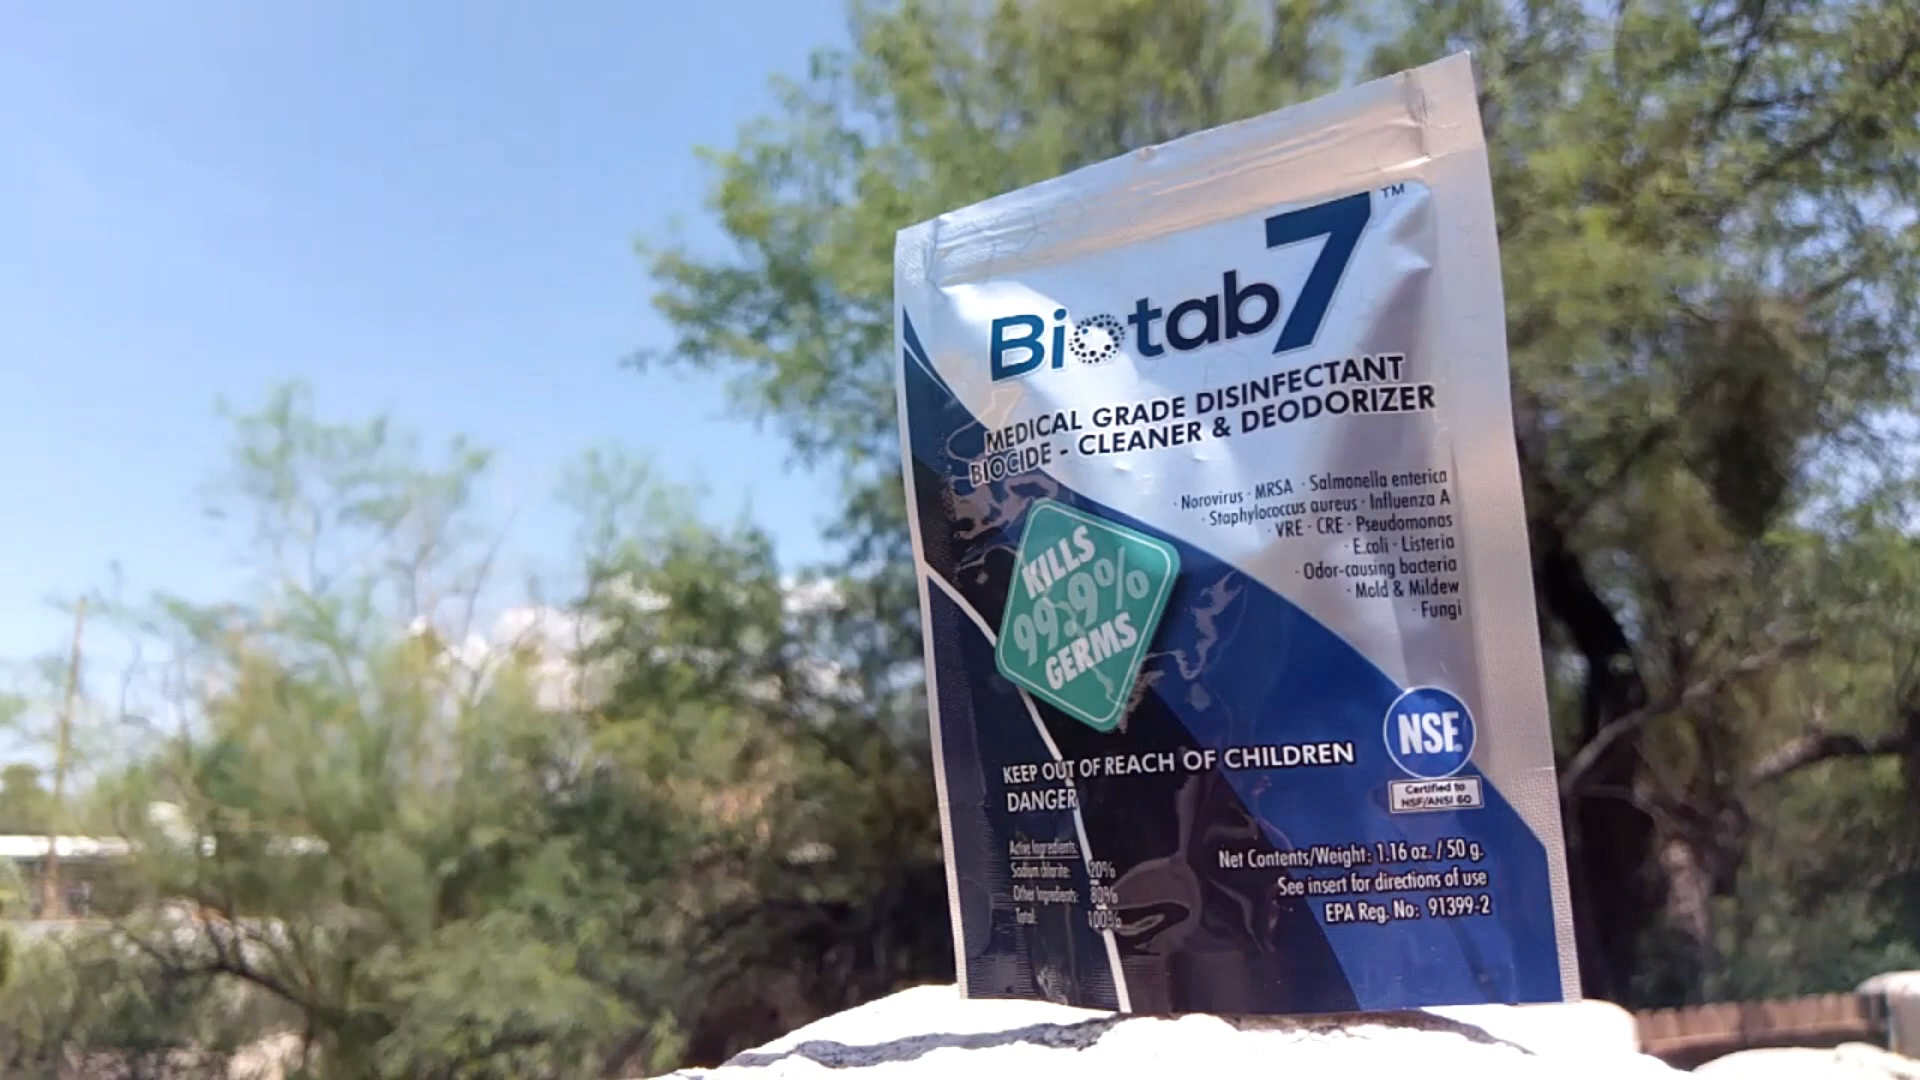 Biotab7™
MEDICAL GRADE DISINFECTANT
BIOCIDE - CLEANER & DEODORIZER
· Norovirus · MRSA · Salmonella enterica
· Staphylococcus aureus · Influenza A
· VRE · CRE · Pseudomonas
· E.coli · Listeria
· Odor-causing bacteria
· Mold & Mildew
· Fungi
KILLS
99.9%
GERMS
NSF®
Certified to
NSF/ANSI 60
KEEP OUT OF REACH OF CHILDREN
DANGER
Active Ingredients:
Sodium chlorite: 20%
Other Ingredients: 80%
Total: 100%
Net Contents/Weight: 1.16 oz. / 50 g.
See insert for directions of use
EPA Reg. No: 91399-2